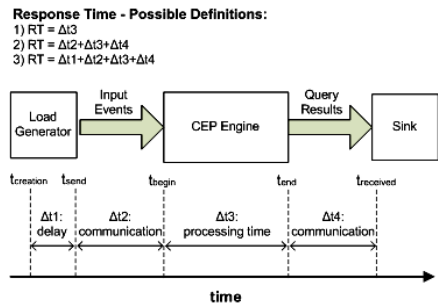 Response Time - Possible Definitions:
1) RT = Δt3
2) RT = Δt2+Δt3+Δt4
3) RT = Δt1+Δt2+Δt3+Δt4
Load
Generator
Input
Events
CEP Engine
Query
Results
Sink
tcreation tsend tbegin tend treceived
Δt1:
delay
Δt2:
communication
Δt3:
processing time
Δt4:
communication
time